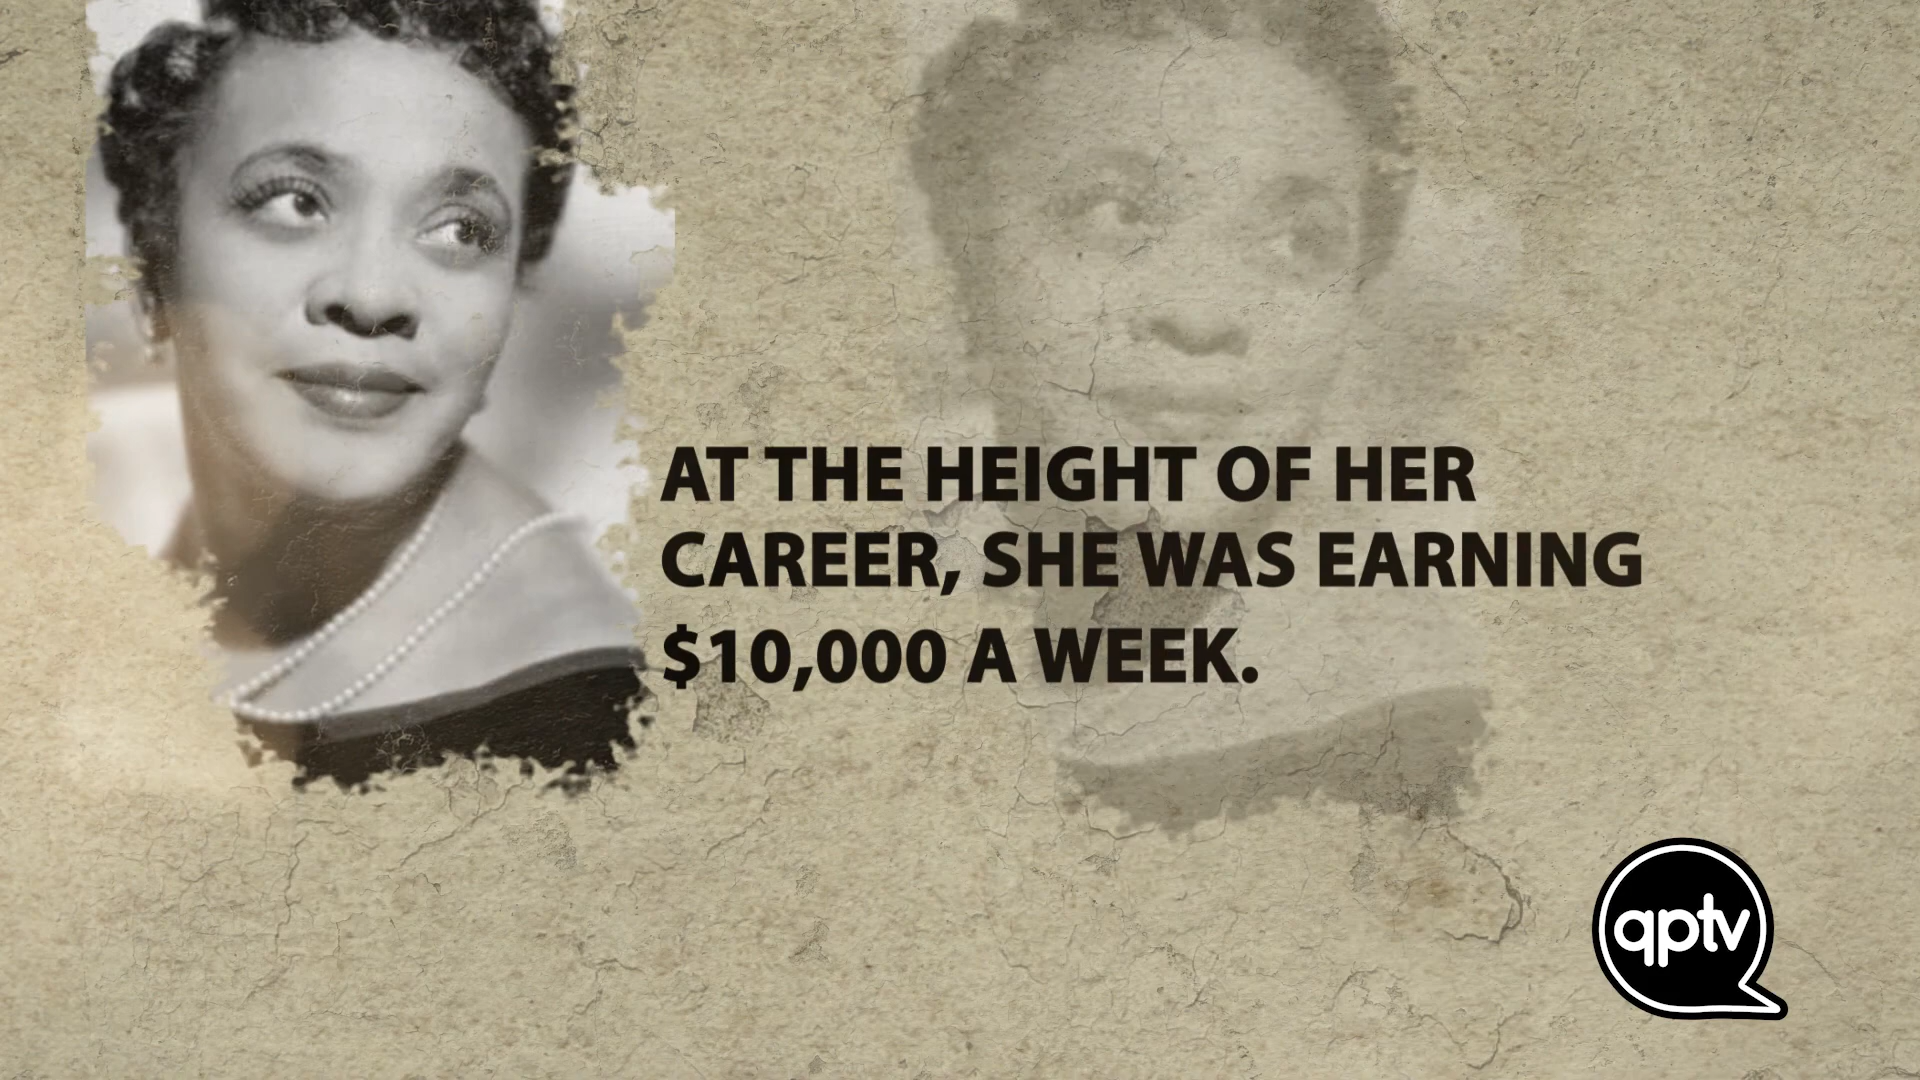 AT THE HEIGHT OF HER
CAREER, SHE WAS EARNING
$10,000 A WEEK.
qptv